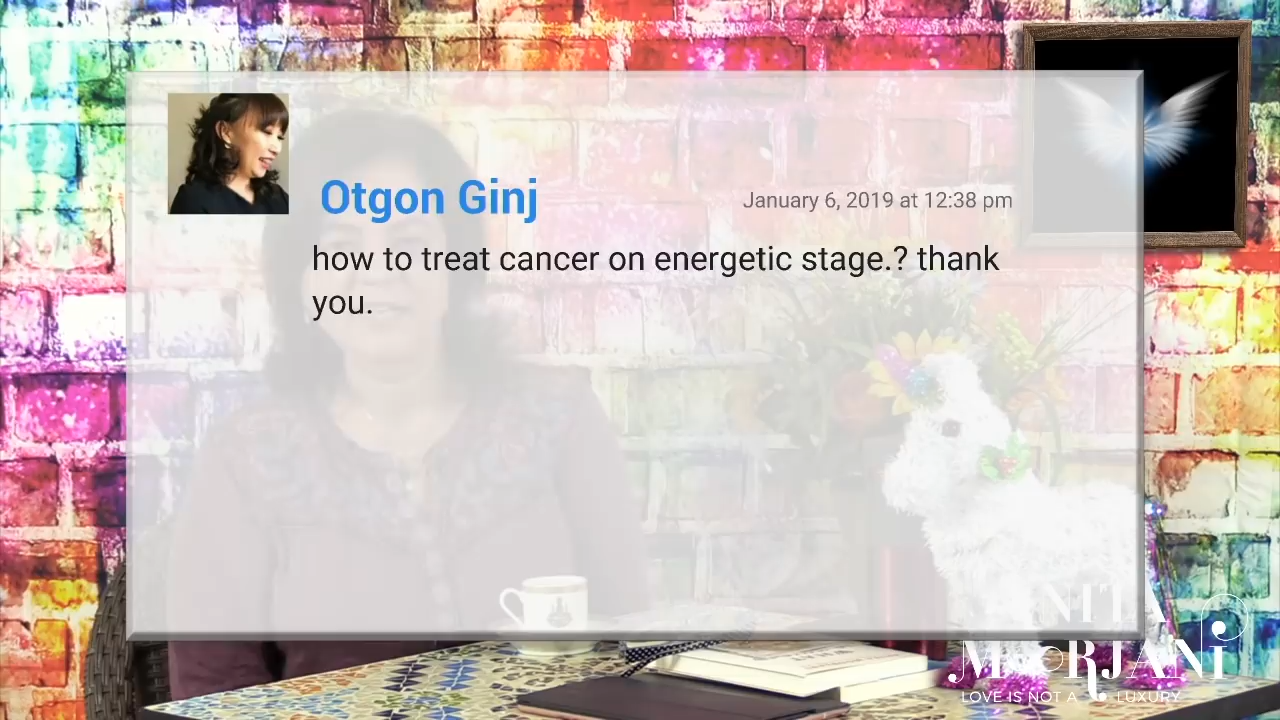 Otgon Ginj
January 6, 2019 at 12:38 pm
how to treat cancer on energetic stage.? thank
you.
ANITA
MOORJANI
LOVE IS NOT A LUXURY